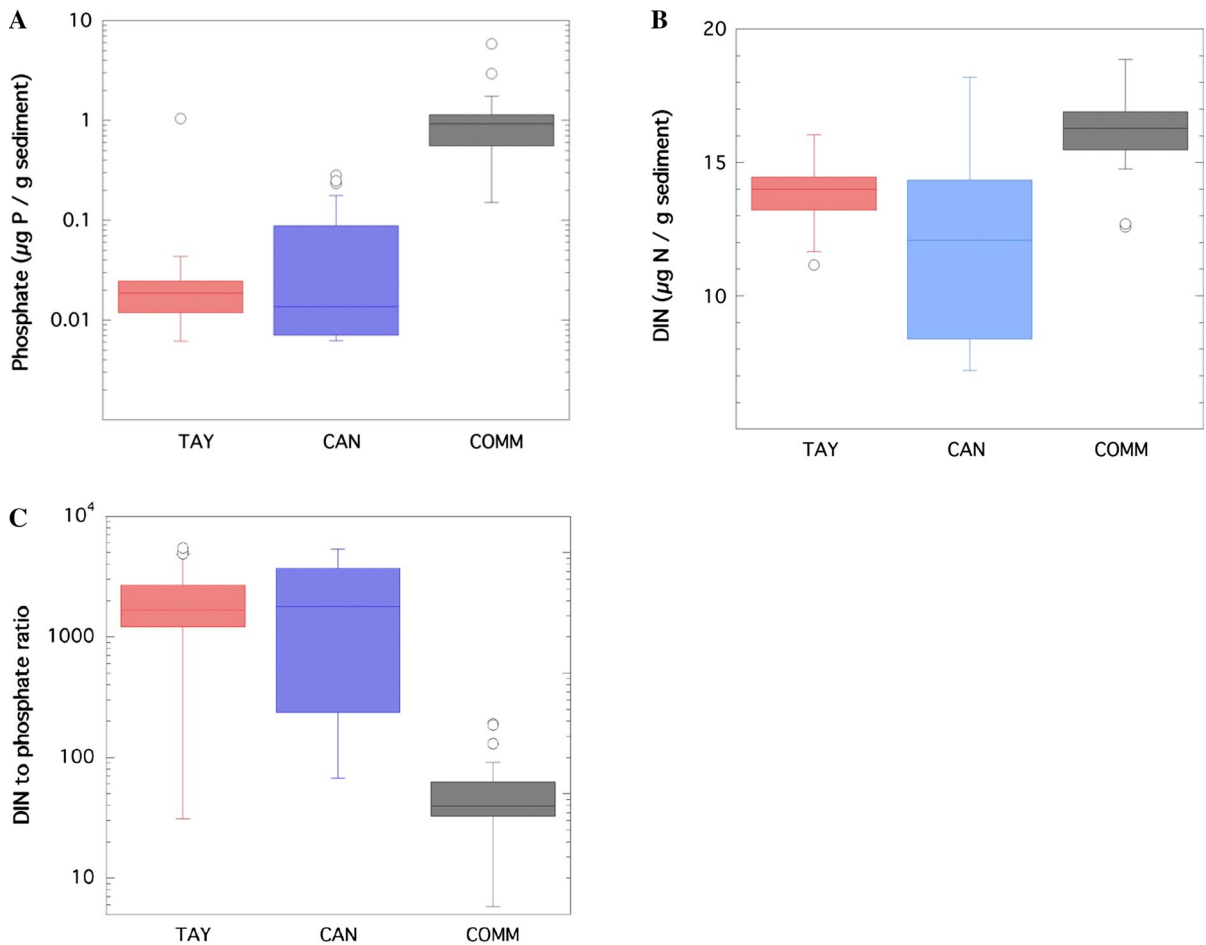 A
Phosphate (µg P / g sediment)
10
1
0.1
0.01
TAY CAN COMM
B
DIN (µg N / g sediment)
20
15
10
TAY CAN COMM
C
DIN to phosphate ratio
10⁴
1000
100
10
TAY CAN COMM